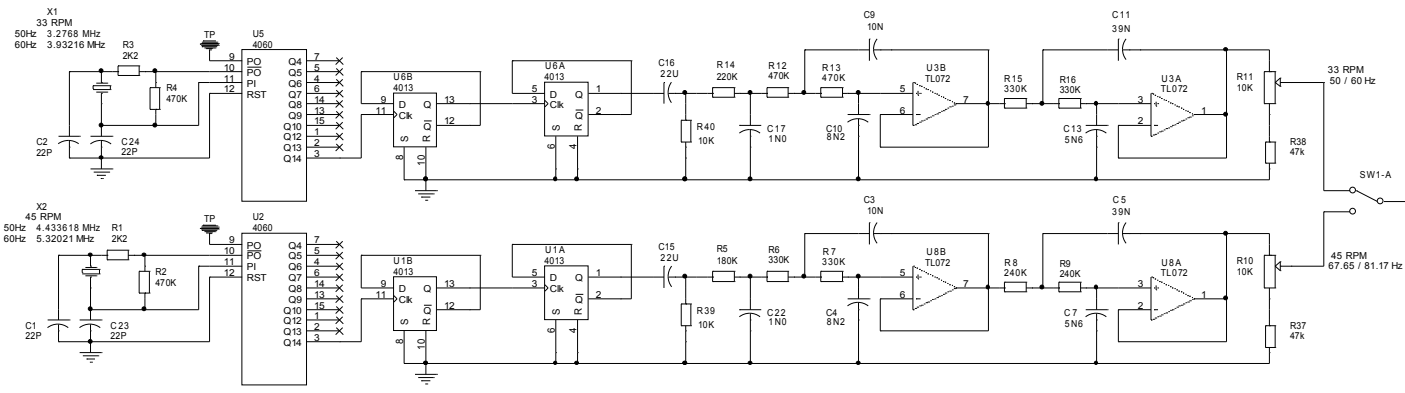 X1
33 RPM
50Hz 3.2768 MHz
60Hz 3.93216 MHz
R3
2K2
R4
470K
C2
22P
C24
22P
TP
U5
4060
9 PO
10 PO
11 PI
12 RST
Q4 7
Q5 5
Q6 4
Q7 6
Q8 14
Q9 13
Q10 15
Q12 1
Q13 2
Q14 3
U6B
4013
9 D Q 13
11 Clk Q 12
S R
8 10
U6A
4013
5 D Q 1
3 Clk Q 2
S R
6 4
C16
22U
R40
10K
R14
220K
R12
470K
R13
470K
C17
1N0
C10
8N2
C9
10N
U3B
TL072
5
6
7
R15
330K
R16
330K
C11
39N
C13
5N6
U3A
TL072
3
2
1
R11
10K
R38
47k
33 RPM
50 / 60 Hz
SW1-A
X2
45 RPM
50Hz 4.433618 MHz
60Hz 5.32021 MHz
R1
2K2
R2
470K
C1
22P
C23
22P
TP
U2
4060
9 PO
10 PO
11 PI
12 RST
Q4 7
Q5 5
Q6 4
Q7 6
Q8 14
Q9 13
Q10 15
Q12 1
Q13 2
Q14 3
U1B
4013
9 D Q 13
11 Clk Q 12
S R
8 10
U1A
4013
5 D Q 1
3 Clk Q 2
S R
6 4
C15
22U
R39
10K
R5
180K
R6
330K
R7
330K
C22
1N0
C4
8N2
C3
10N
U8B
TL072
5
6
7
R8
240K
R9
240K
C5
39N
C7
5N6
U8A
TL072
3
2
1
R10
10K
R37
47k
45 RPM
67.65 / 81.17 Hz